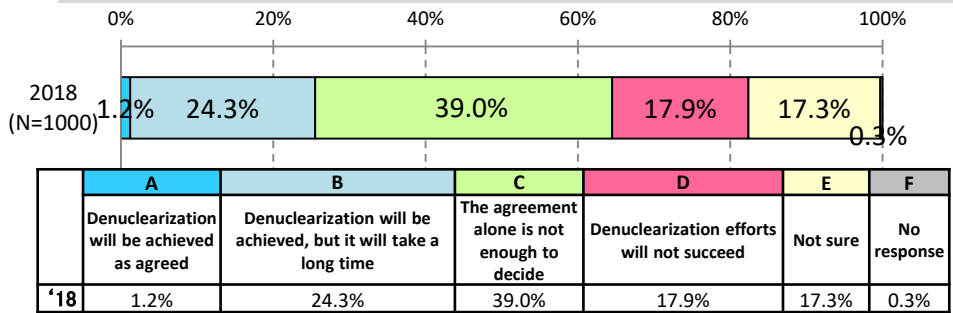 0% 20% 40% 60% 80% 100%
2018
(N=1000)
1.2% 24.3% 39.0% 17.9% 17.3% 0.3%
A B C D E F
Denuclearization will be achieved as agreed
Denuclearization will be achieved, but it will take a long time
The agreement alone is not enough to decide
Denuclearization efforts will not succeed
Not sure
No response
‘18 1.2% 24.3% 39.0% 17.9% 17.3% 0.3%